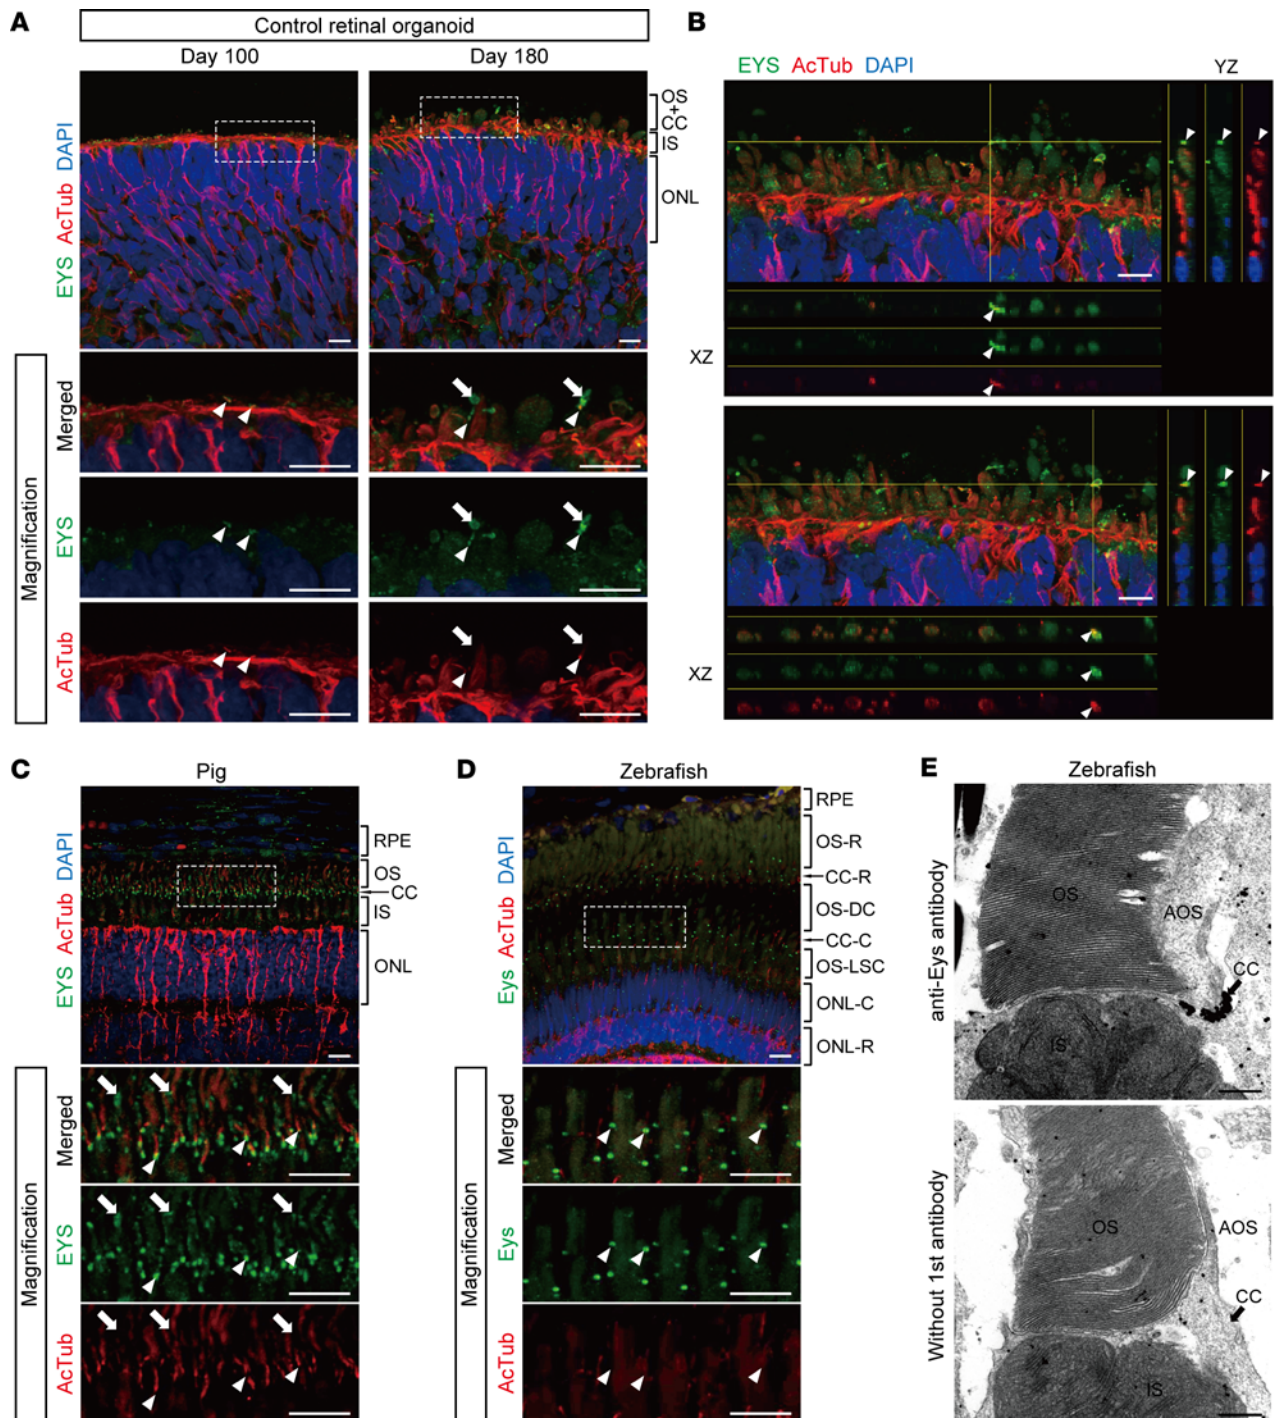 A
Control retinal organoid
Day 100
Day 180
EYS AcTub DAPI
OS
+
CC
IS
ONL
Magnification
Merged
EYS
AcTub
B
EYS AcTub DAPI
YZ
XZ
XZ
C
Pig
EYS AcTub DAPI
RPE
OS
CC
IS
ONL
Magnification
Merged
EYS
AcTub
D
Zebrafish
Eys AcTub DAPI
RPE
OS-R
CC-R
OS-DC
CC-C
OS-LSC
ONL-C
ONL-R
Magnification
Merged
Eys
AcTub
E
Zebrafish
anti-Eys antibody
OS
AOS
CC
IS
Without 1st antibody
OS
AOS
CC
IS